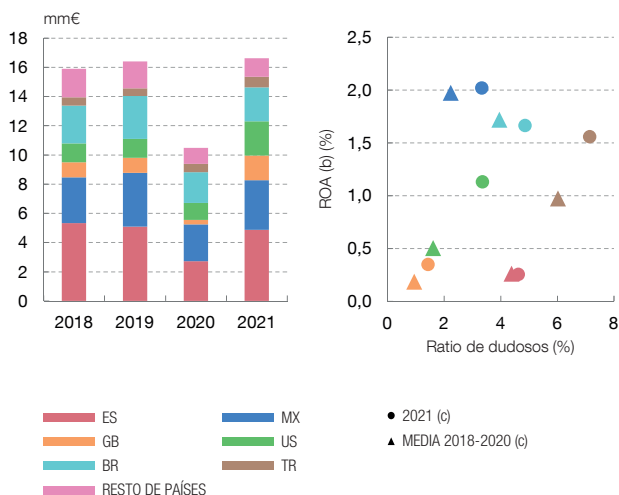 mm€
18
16
14
12
10
8
6
4
2
0
2018 2019 2020 2021
ROA (b) (%)
2,5
2,0
1,5
1,0
0,5
0,0
0 2 4 6 8
Ratio de dudosos (%)
ES MX
GB US
BR TR
RESTO DE PAÍSES
2021 (c)
MEDIA 2018-2020 (c)